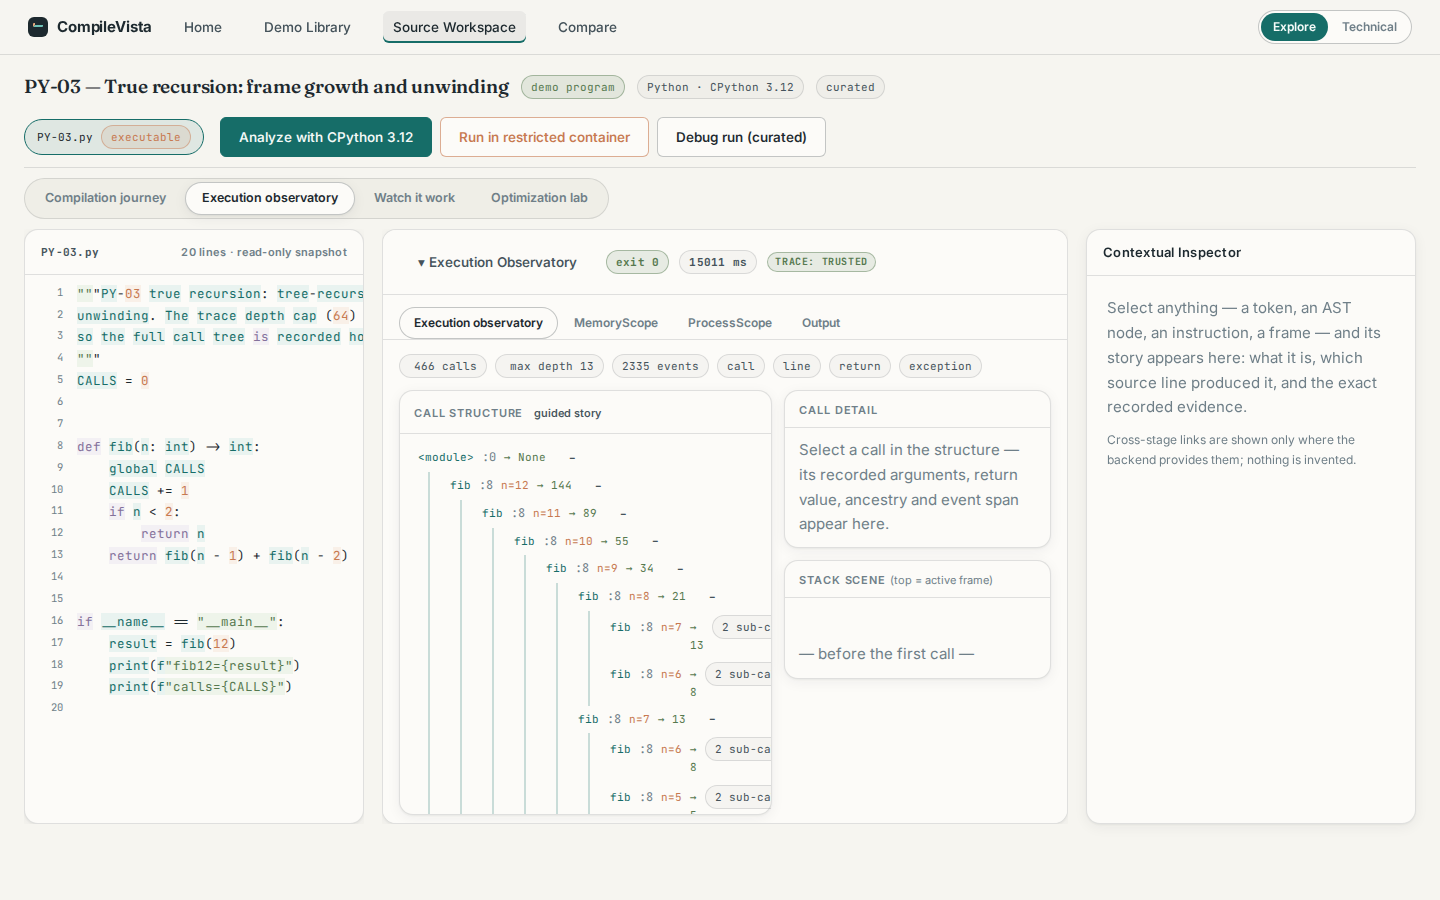 CompileVista Home Demo Library Source Workspace Compare Explore Technical
PY-03 — True recursion: frame growth and unwinding demo program Python · CPython 3.12 curated
PY-03.py executable Analyze with CPython 3.12 Run in restricted container Debug run (curated)
Compilation journey Execution observatory Watch it work Optimization lab
PY-03.py 20 lines · read-only snapshot
1 """PY-03 true recursion: tree-recurs
2 unwinding. The trace depth cap (64)
3 so the full call tree is recorded ho
4 """
5 CALLS = 0
6
7
8 def fib(n: int) -> int:
9 global CALLS
10 CALLS += 1
11 if n < 2:
12 return n
13 return fib(n - 1) + fib(n - 2)
14
15
16 if __name__ == "__main__":
17 result = fib(12)
18 print(f"fib12={result}")
19 print(f"calls={CALLS}")
20
▾ Execution Observatory exit 0 15011 ms TRACE: TRUSTED
Execution observatory MemoryScope ProcessScope Output
466 calls max depth 13 2335 events call line return exception
CALL STRUCTURE guided story
<module> :0 → None –
fib :8 n=12 → 144 –
fib :8 n=11 → 89 –
fib :8 n=10 → 55 –
fib :8 n=9 → 34 –
fib :8 n=8 → 21 –
fib :8 n=7 → 2 sub-c
13
fib :8 n=6 → 2 sub-ca
8
fib :8 n=7 → 13 –
fib :8 n=6 → 2 sub-ca
8
fib :8 n=5 → 2 sub-ca
CALL DETAIL
Select a call in the structure —
its recorded arguments, return
value, ancestry and event span
appear here.
STACK SCENE (top = active frame)
— before the first call —
Contextual Inspector
Select anything — a token, an AST
node, an instruction, a frame — and its
story appears here: what it is, which
source line produced it, and the exact
recorded evidence.
Cross-stage links are shown only where the
backend provides them; nothing is invented.